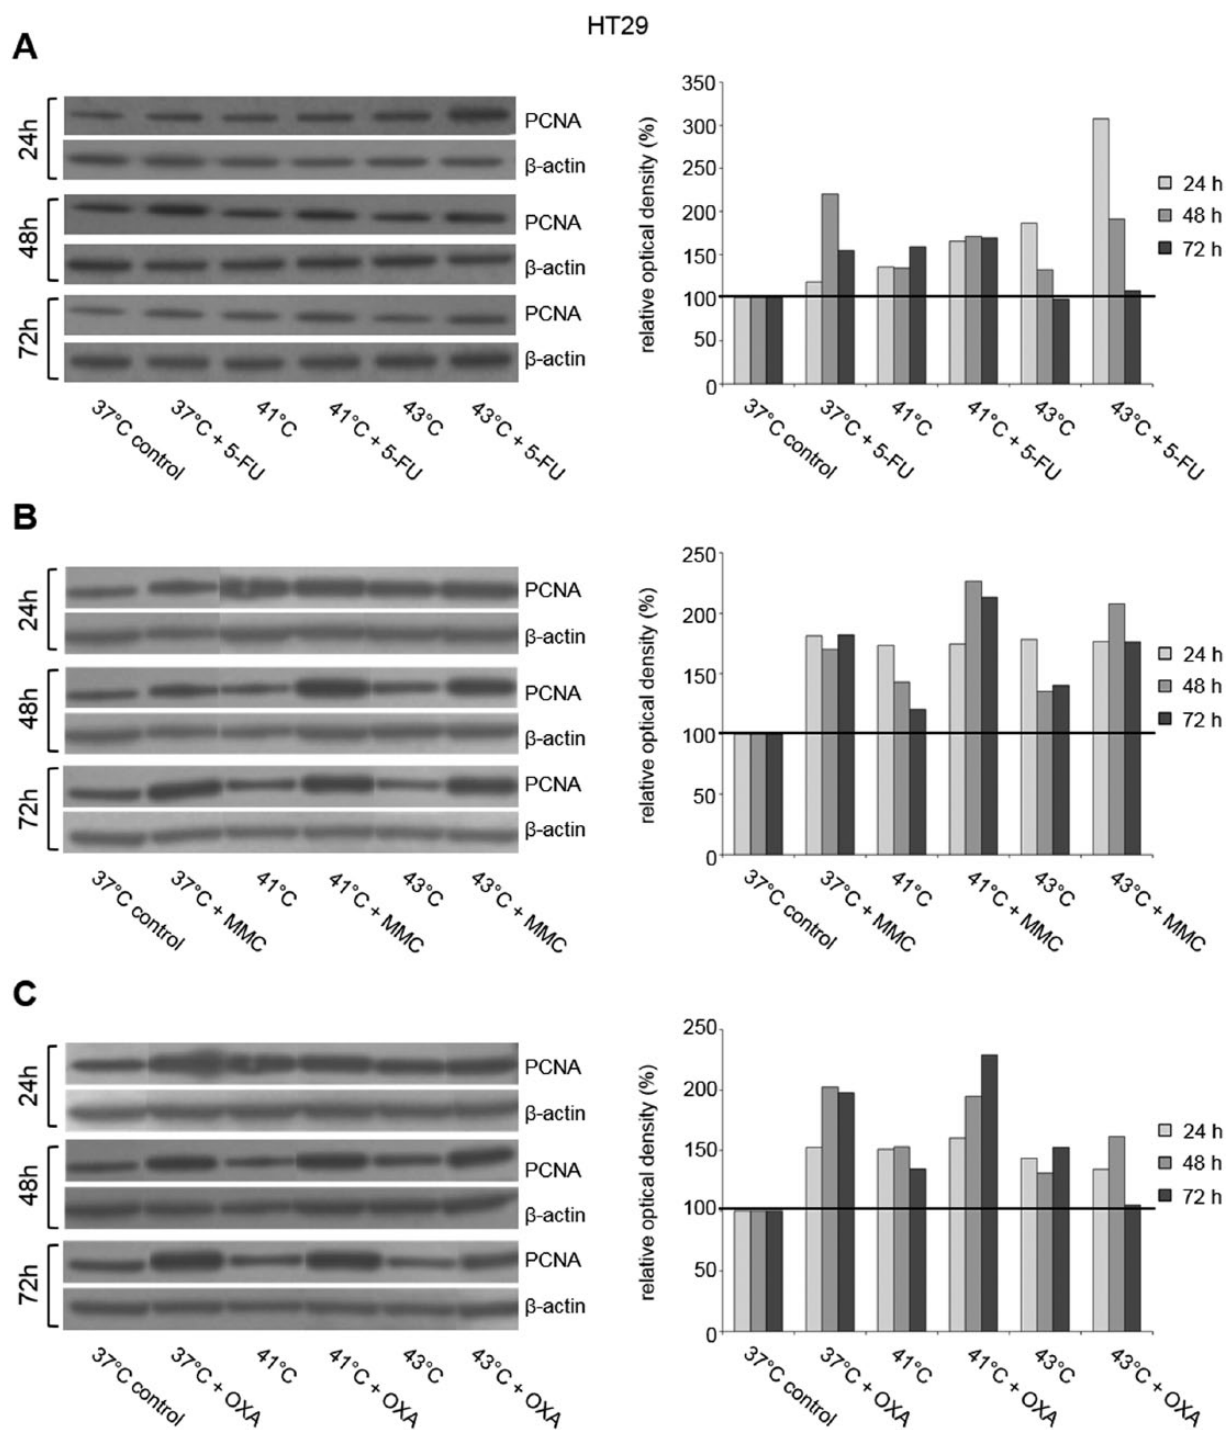 HT29
A
24h
PCNA
β-actin
48h
PCNA
β-actin
72h
PCNA
β-actin
37°C control
37°C + 5-FU
41°C
41°C + 5-FU
43°C
43°C + 5-FU
relative optical density (%)
350
300
250
200
150
100
50
0
37°C control
37°C + 5-FU
41°C
41°C + 5-FU
43°C
43°C + 5-FU
24 h
48 h
72 h
B
24h
PCNA
β-actin
48h
PCNA
β-actin
72h
PCNA
β-actin
37°C control
37°C + MMC
41°C
41°C + MMC
43°C
43°C + MMC
relative optical density (%)
250
200
150
100
50
0
37°C control
37°C + MMC
41°C
41°C + MMC
43°C
43°C + MMC
24 h
48 h
72 h
C
24h
PCNA
β-actin
48h
PCNA
β-actin
72h
PCNA
β-actin
37°C control
37°C + OXA
41°C
41°C + OXA
43°C
43°C + OXA
relative optical density (%)
250
200
150
100
50
0
37°C control
37°C + OXA
41°C
41°C + OXA
43°C
43°C + OXA
24 h
48 h
72 h